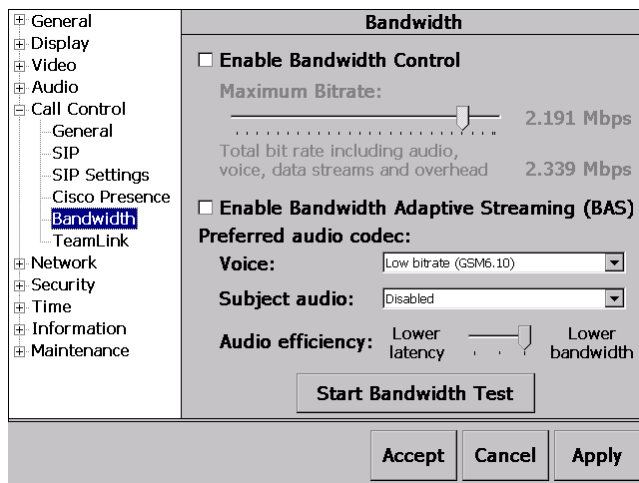 General
Display
Video
Audio
Call Control
General
SIP
SIP Settings
Cisco Presence
Bandwidth
TeamLink
Network
Security
Time
Information
Maintenance
Bandwidth
Enable Bandwidth Control
Maximum Bitrate:
2.191 Mbps
Total bit rate including audio,
voice, data streams and overhead 2.339 Mbps
Enable Bandwidth Adaptive Streaming (BAS)
Preferred audio codec:
Voice: Low bitrate (GSM6.10)
Subject audio: Disabled
Audio efficiency: Lower latency Lower bandwidth
Start Bandwidth Test
Accept Cancel Apply